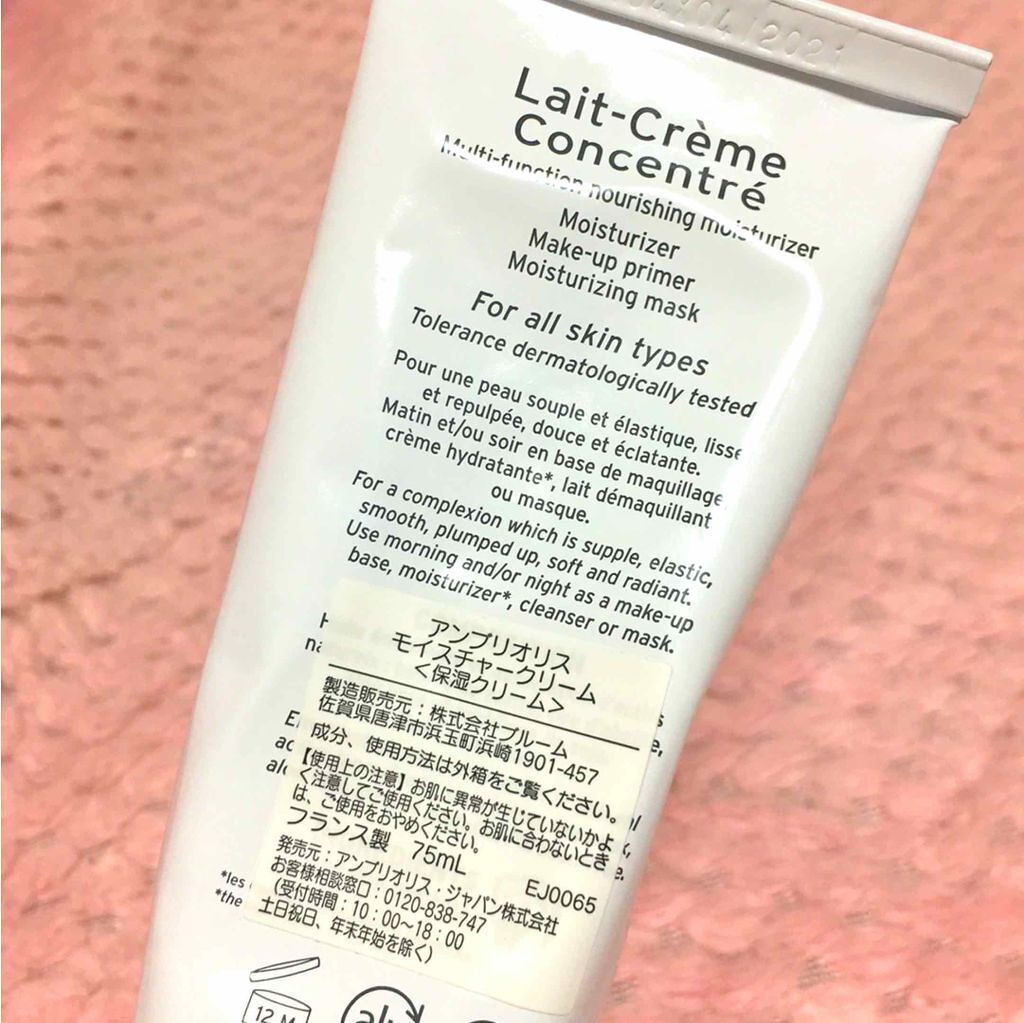 04/2021
Lait-Crème
Concentré
Multi-function nourishing moisturizer
Moisturizer
Make-up primer
Moisturizing mask
For all skin types
Tolerance dermatologically tested
Pour une peau souple et élastique, lisse
et repulpée, douce et éclatante.
Matin et/ou soir en base de maquillage,
crème hydratante*, lait démaquillant
ou masque.
For a complexion which is supple, elastic,
smooth, plumped up, soft and radiant.
Use morning and/or night as a make-up
base, moisturizer*, cleanser or mask.
アンブリオリス
モイスチャークリーム
<保湿クリーム>
製造販売元:株式会社ブルーム
佐賀県唐津市浜玉町浜崎1901-457
成分、使用方法は外箱をご覧ください。
【使用上の注意】お肌に異常が生じていないかよ
く注意してご使用ください。お肌に合わないとき
は、ご使用をおやめください。
フランス製 75mL
EJ0065
発売元:アンブリオリス・ジャパン株式会社
お客様相談窓口:0120-838-747
(受付時間:10:00~18:00
土日祝日、年末年始を除く)
*les
*the
12 M